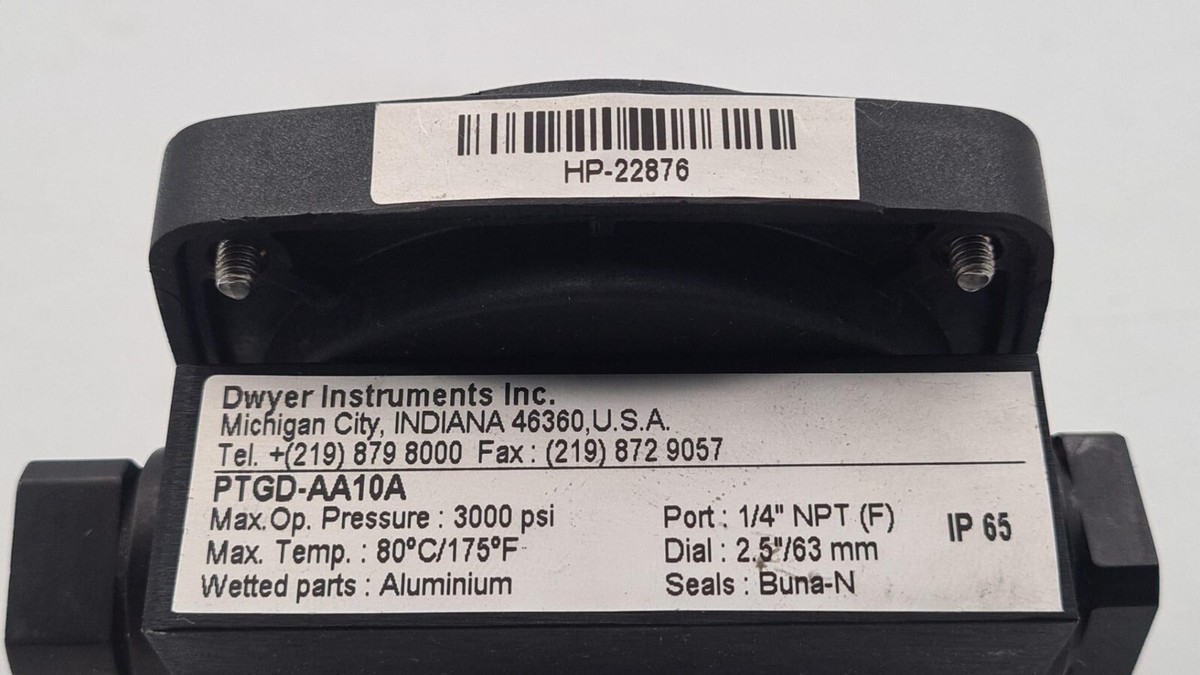 HP-22876
Dwyer Instruments Inc.
Michigan City, INDIANA 46360,U.S.A.
Tel. +(219) 879 8000 Fax : (219) 872 9057
PTGD-AA10A
Max.Op. Pressure : 3000 psi
Port : 1/4" NPT (F)
IP 65
Max. Temp. : 80ºC/175ºF
Dial : 2.5"/63 mm
Wetted parts : Aluminium
Seals : Buna-N